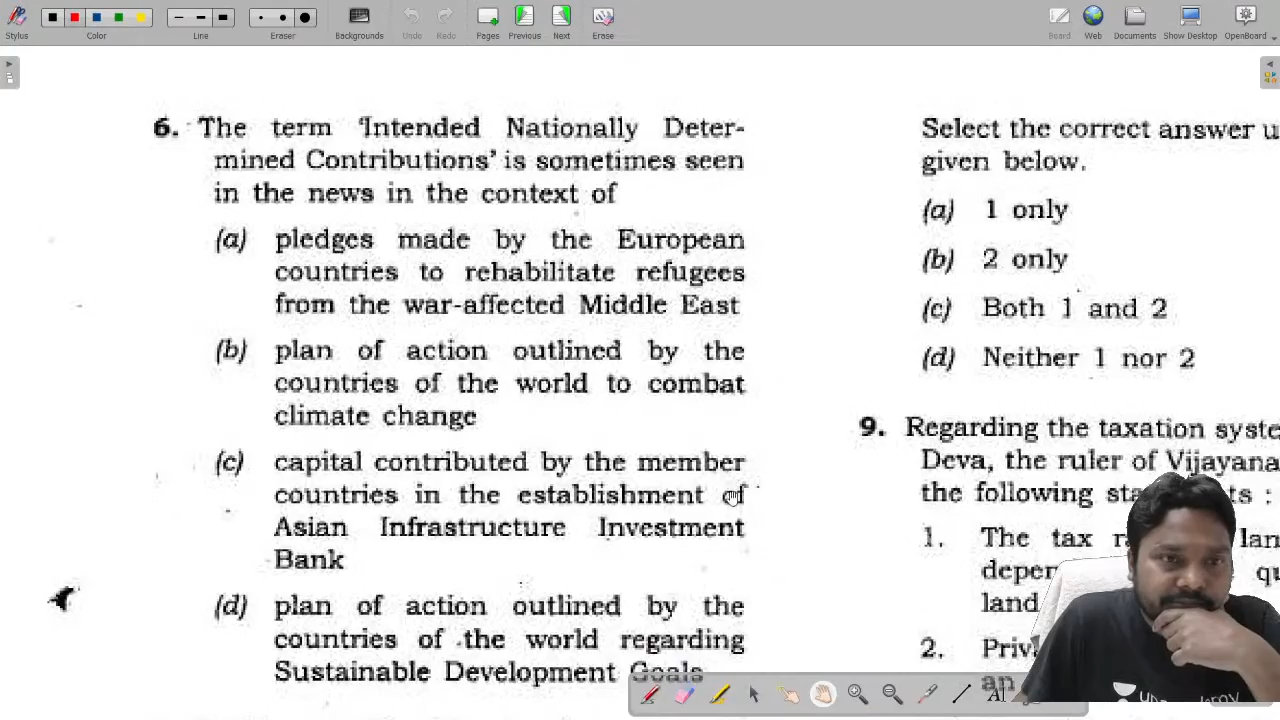 Stylus
Color
Line
Eraser
Backgrounds
Undo
Redo
Pages
Previous
Next
Erase
Board
Web
Documents
Show Desktop
OpenBoard
6. The term 'Intended Nationally Deter-
mined Contributions' is sometimes seen
in the news in the context of
(a) pledges made by the European
countries to rehabilitate refugees
from the war-affected Middle East
(b) plan of action outlined by the
countries of the world to combat
climate change
(c) capital contributed by the member
countries in the establishment of
Asian Infrastructure Investment
Bank
(d) plan of action outlined by the
countries of the world regarding
Sustainable Development Goals
Select the correct answer u
given below.
(a) 1 only
(b) 2 only
(c) Both 1 and 2
(d) Neither 1 nor 2
9. Regarding the taxation syste
Deva, the ruler of Vijayana
the following
1. The tax
land
2.
an